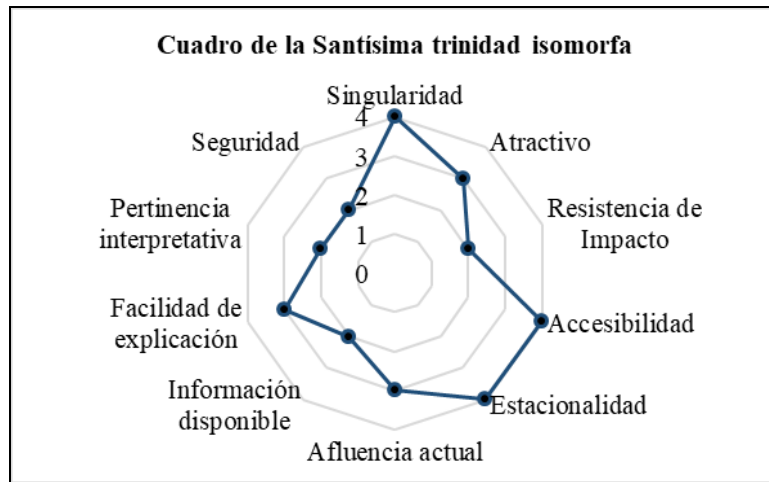 Cuadro de la Santísima trinidad isomorfa
Singularidad
4
Seguridad
Atractivo
3
2
Pertinencia
interpretativa
Resistencia de
Impacto
1
0
Facilidad de
explicación
Accesibilidad
Información
disponible
Estacionalidad
Afluencia actual